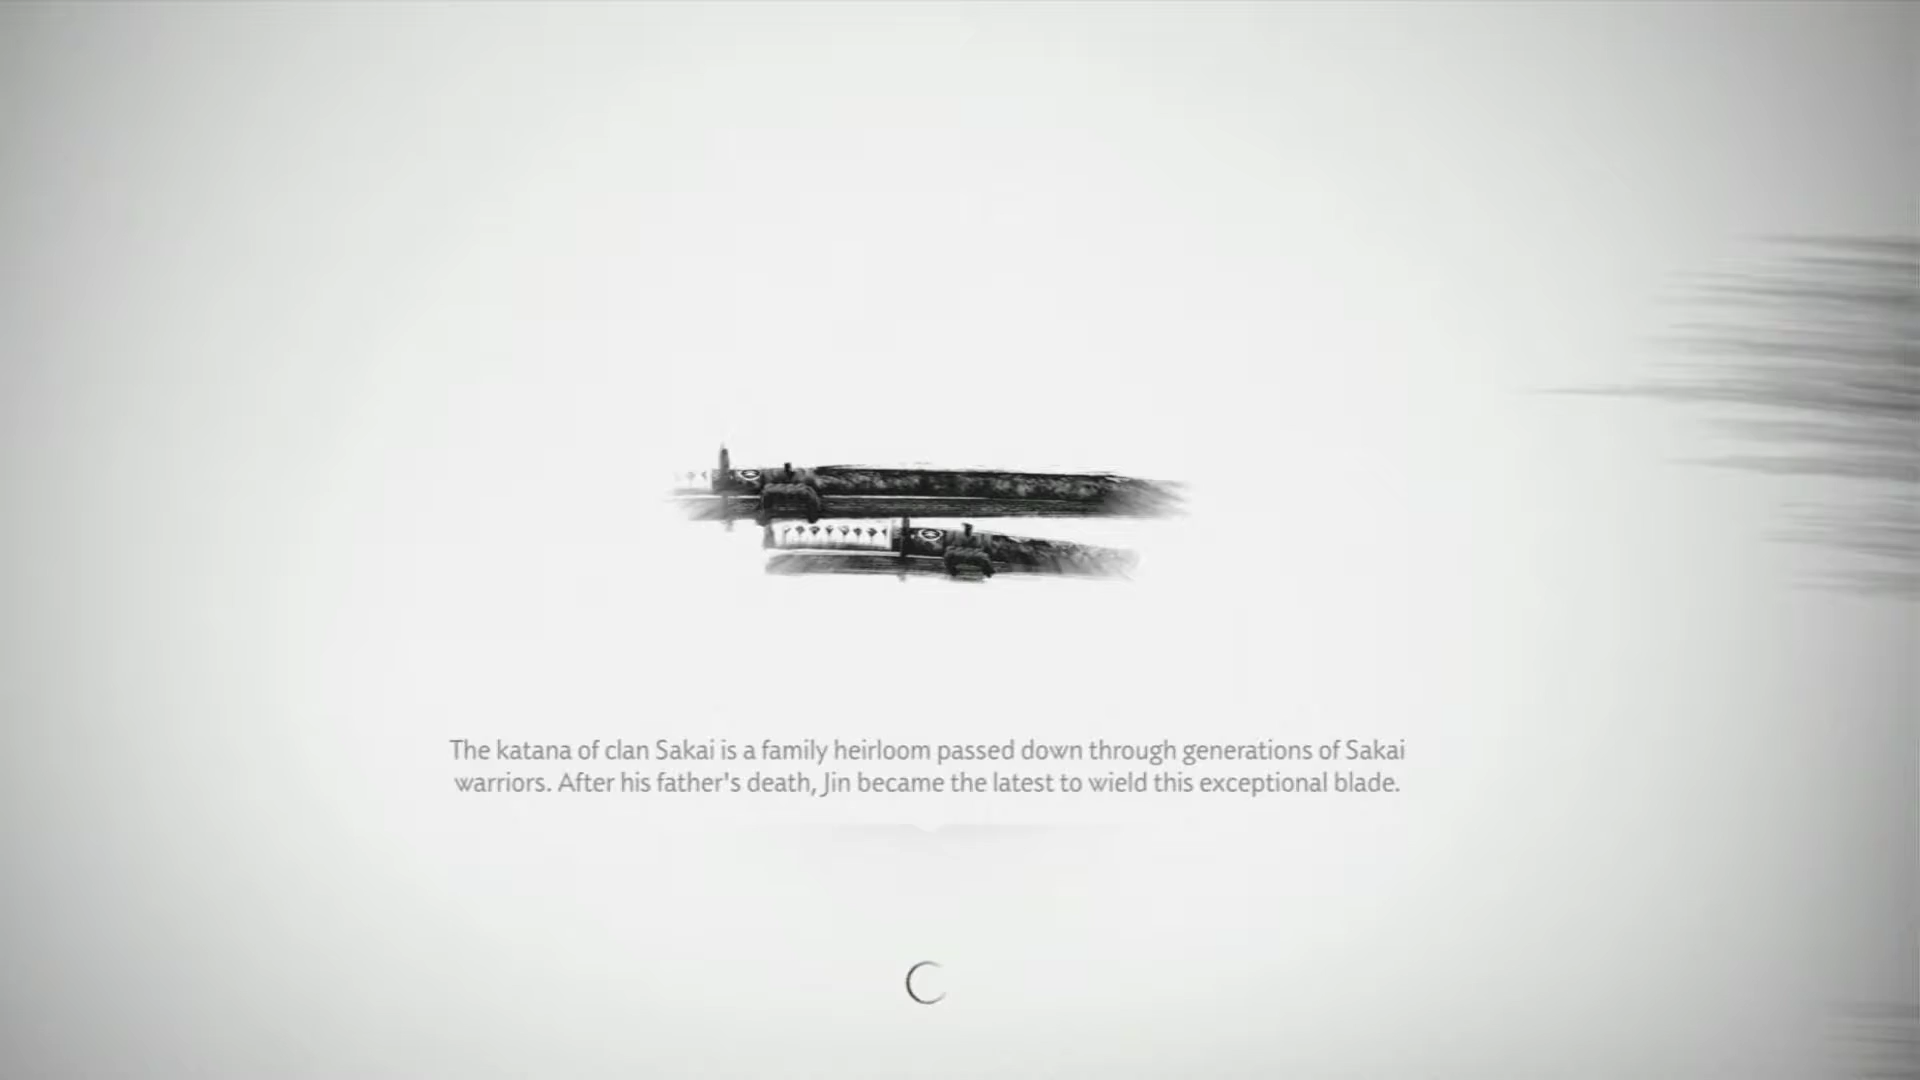 The katana of clan Sakai is a family heirloom passed down through generations of Sakai
warriors. After his father's death, Jin became the latest to wield this exceptional blade.